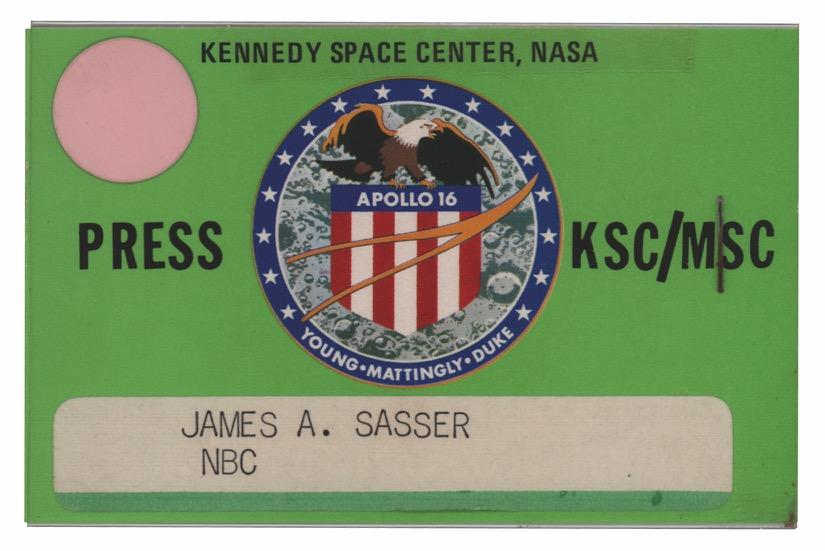 KENNEDY SPACE CENTER, NASA
PRESS
APOLLO 16
YOUNG • MATTINGLY • DUKE
KSC/MSC
JAMES A. SASSER
NBC